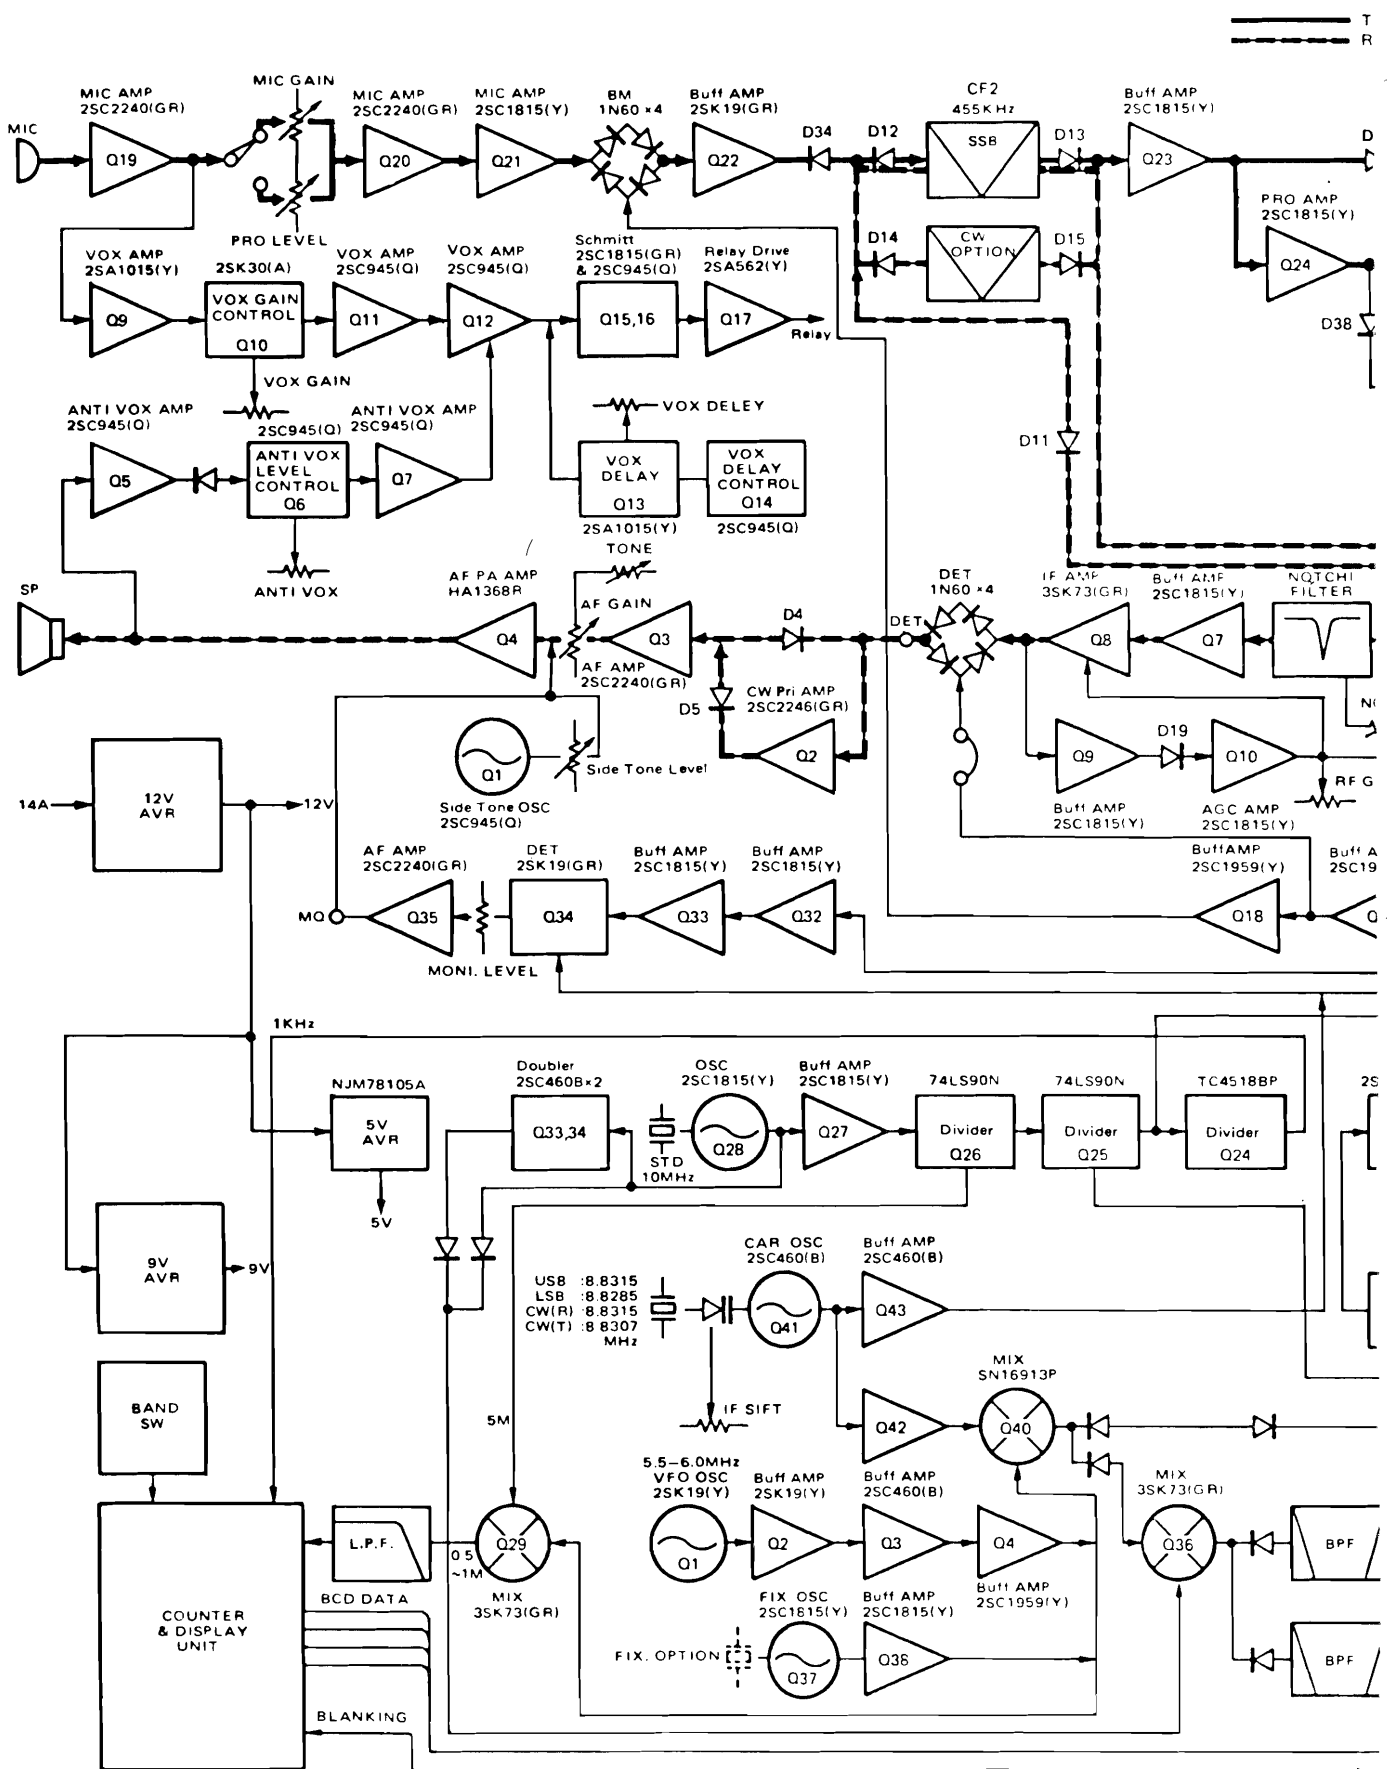 T
R
MIC GAIN
MIC AMP
2SC2240(GR)
MIC AMP
2SC2240(GR)
MIC AMP
2SC1815(Y)
BM
1N60 ×4
Buff AMP
2SK19(GR)
CF2
455KHz
Buff AMP
2SC1815(Y)
MIC
Q19
Q20
Q21
Q22
D34
D12
SSB
D13
Q23
D
PRO LEVEL
PRO AMP
2SC1815(Y)
VOX AMP
2SA1015(Y)
2SK30(A)
VOX AMP
2SC945(Q)
VOX AMP
2SC945(Q)
Schmitt
2SC1815(GR)
& 2SC945(Q)
Relay Drive
2SA562(Y)
D14
CW
OPTION
D15
Q24
Q9
VOX GAIN
CONTROL
Q10
Q11
Q12
Q15,16
Q17
Relay
D38
VOX GAIN
VOX DELEY
ANTI VOX AMP
2SC945(Q)
2SC945(Q)
ANTI VOX AMP
2SC945(Q)
D11
Q5
ANTI VOX
LEVEL
CONTROL
Q6
Q7
VOX
DELAY
Q13
VOX
DELAY
CONTROL
Q14
2SA1015(Y)
2SC945(Q)
TONE
ANTI VOX
SP
AF PA AMP
HA1368R
AF GAIN
D4
DET
1N60 ×4
IF AMP
3SK73(GR)
Buff AMP
2SC1815(Y)
NOTCHI
FILTER
Q4
Q3
DET
Q8
Q7
AF AMP
2SC2240(GR)
D5
CW Pri AMP
2SC2246(GR)
Q2
Q1
Side Tone Level
Side Tone OSC
2SC945(Q)
Q9
D19
Q10
RF G
Buff AMP
2SC1815(Y)
AGC AMP
2SC1815(Y)
14A
12V
AVR
12V
AF AMP
2SC2240(GR)
DET
2SK19(GR)
Buff AMP
2SC1815(Y)
Buff AMP
2SC1815(Y)
BuffAMP
2SC1959(Y)
Buff A
2SC19
MO
Q35
Q34
Q33
Q32
Q18
Q
MONI. LEVEL
1KHz
NJM78105A
Doubler
2SC460B×2
OSC
2SC1815(Y)
Buff AMP
2SC1815(Y)
74LS90N
74LS90N
TC4518BP
2S
5V
AVR
Q33,34
STD
10MHz
Q28
Q27
Divider
Q26
Divider
Q25
Divider
Q24
5V
9V
AVR
9V
CAR OSC
2SC460(B)
Buff AMP
2SC460(B)
USB :8.8315
LSB :8.8285
CW(R) :8.8315
CW(T) :8.8307
MHz
Q41
Q43
BAND
SW
5M
IF SIFT
MIX
SN16913P
Q42
Q40
5.5–6.0MHz
VFO OSC
2SK19(Y)
Buff AMP
2SK19(Y)
Buff AMP
2SC460(B)
MIX
3SK73(GR)
L.P.F.
0.5
~1M
Q29
Q1
Q2
Q3
Q4
Q36
BPF
MIX
3SK73(GR)
BCD DATA
COUNTER
& DISPLAY
UNIT
FIX OSC
2SC1815(Y)
Buff AMP
2SC1815(Y)
Buff AMP
2SC1959(Y)
FIX. OPTION
Q37
Q38
BPF
BLANKING